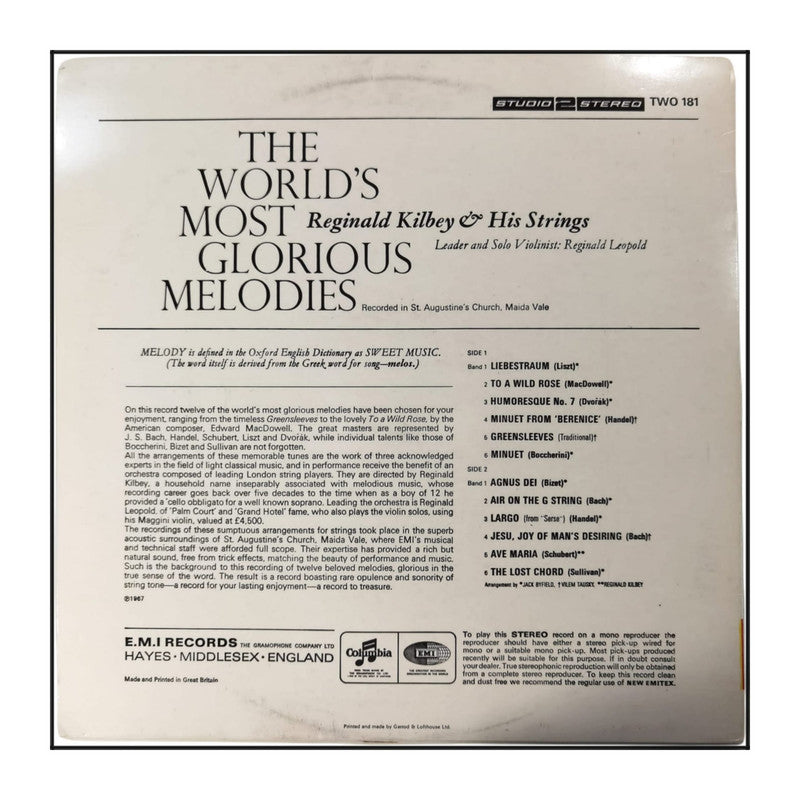 STUDIO 2 STEREO TWO 181
THE
WORLD'S
MOST
GLORIOUS
MELODIES
Reginald Kilbey & His Strings
Leader and Solo Violinist: Reginald Leopold
Recorded in St. Augustine's Church, Maida Vale
MELODY is defined in the Oxford English Dictionary as SWEET MUSIC.
(The word itself is derived from the Greek word for song—melos.)
On this record twelve of the world's most glorious melodies have been chosen for your
enjoyment, ranging from the timeless Greensleeves to the lovely To a Wild Rose, by the
American composer, Edward MacDowell. The great masters are represented by
J. S. Bach, Handel, Schubert, Liszt and Dvořák, while individual talents like those of
Boccherini, Bizet and Sullivan are not forgotten.
All the arrangements of these memorable tunes are the work of three acknowledged
experts in the field of light classical music, and in performance receive the benefit of an
orchestra composed of leading London string players. They are directed by Reginald
Kilbey, a household name inseparably associated with melodious music, whose
recording career goes back over five decades to the time when as a boy of 12 he
provided a 'cello obbligato for a well known soprano. Leading the orchestra is Reginald
Leopold, of 'Palm Court' and 'Grand Hotel' fame, who also plays the violin solos, using
his Maggini violin, valued at £4,500.
The recordings of these sumptuous arrangements for strings took place in the superb
acoustic surroundings of St. Augustine's Church, Maida Vale, where EMI's musical
and technical staff were afforded full scope. Their expertise has provided a rich but
natural sound, free from trick effects, matching the beauty of performance and music.
Such is the background to this recording of twelve beloved melodies, glorious in the
true sense of the word. The result is a record boasting rare opulence and sonority of
string tone—a record for your lasting enjoyment—a record to treasure.
℗1967
SIDE 1
Band 1 LIEBESTRAUM (Liszt)*
2 TO A WILD ROSE (MacDowell)*
3 HUMORESQUE No. 7 (Dvořák)*
4 MINUET FROM 'BERENICE' (Handel)†
5 GREENSLEEVES (Traditional)†
6 MINUET (Boccherini)*
SIDE 2
Band 1 AGNUS DEI (Bizet)*
2 AIR ON THE G STRING (Bach)*
3 LARGO (from "Serse") (Handel)*
4 JESU, JOY OF MAN'S DESIRING (Bach)†
5 AVE MARIA (Schubert)**
6 THE LOST CHORD (Sullivan)*
Arrangement by *JACK BYFIELD, †VILEM TAUSKY, **REGINALD KILBEY
E.M.I RECORDS THE GRAMOPHONE COMPANY LTD
HAYES · MIDDLESEX · ENGLAND
Made and Printed in Great Britain
Columbia
EMI
THE GREATEST RECORDING
ORGANISATION IN THE WORLD
To play this STEREO record on a mono reproducer the
reproducer should have either a stereo pick-up wired for
mono or a suitable mono pick-up. Most pick-ups produced
recently will be suitable for this purpose. If in doubt consult
your dealer. True stereophonic reproduction will only be obtained
from a complete stereo reproducer. To keep this record clean
and dust free we recommend the regular use of NEW EMITEX.
Printed and made by Garrod & Lofthouse Ltd.